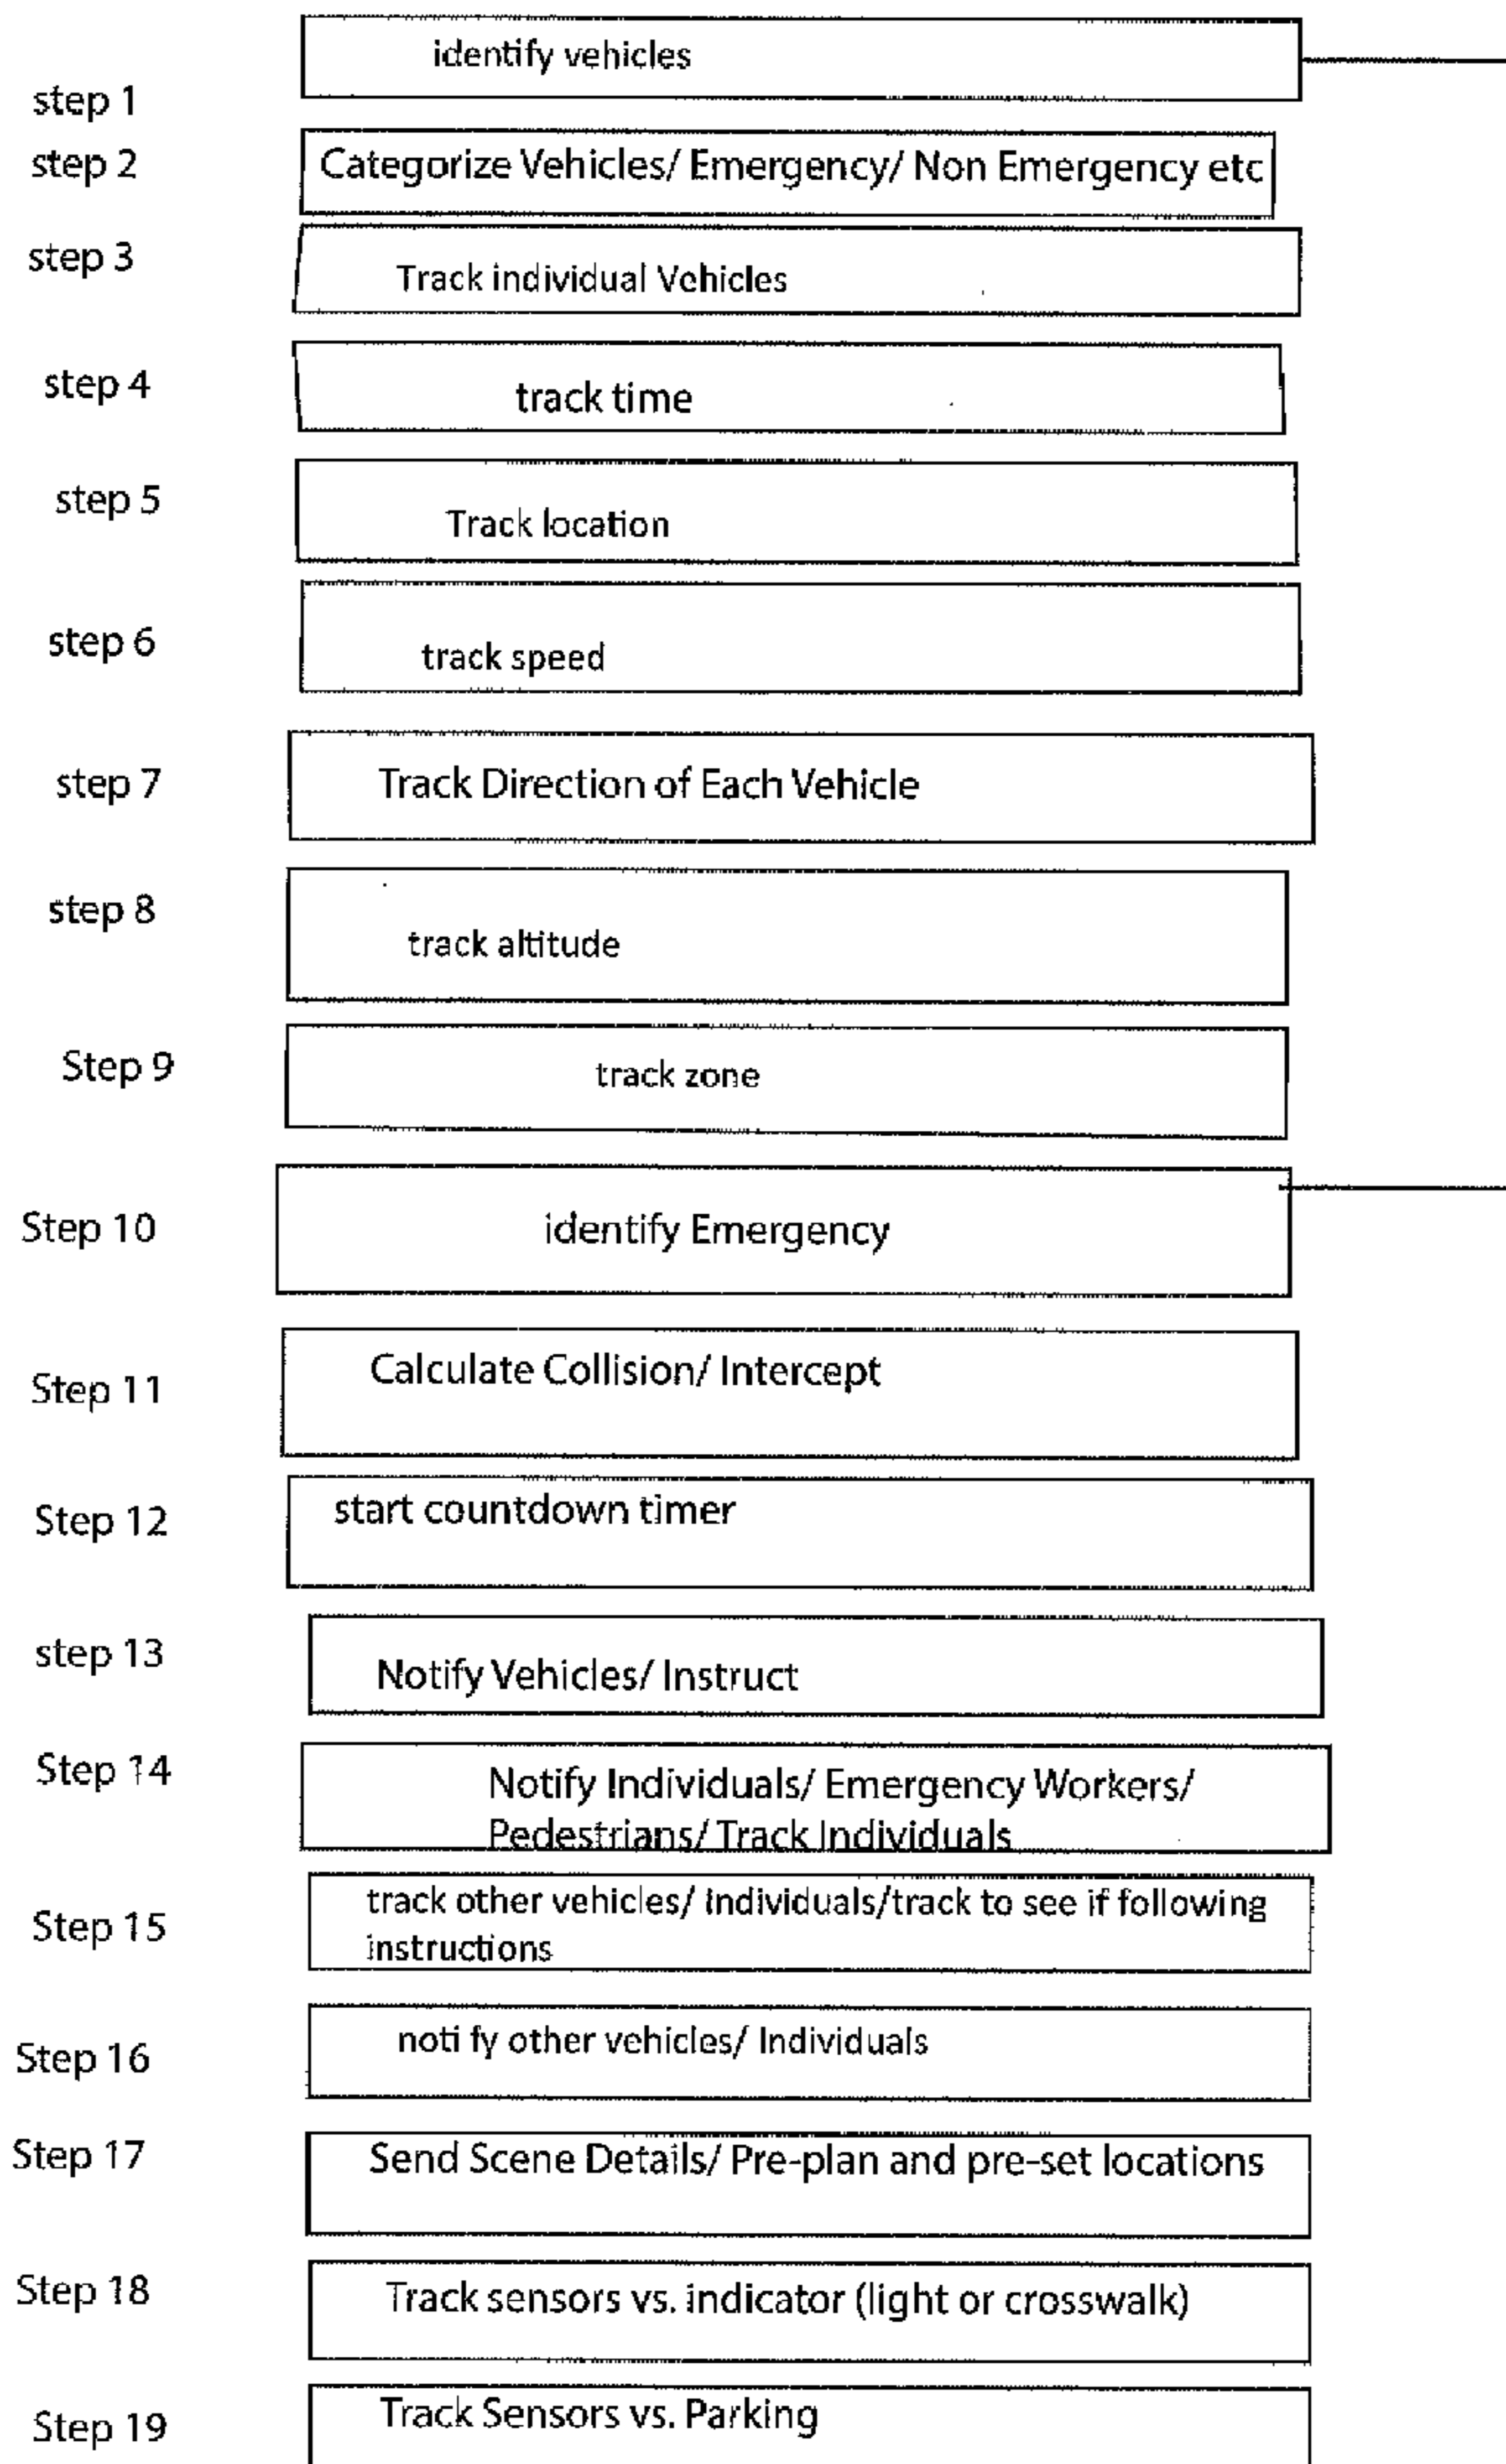 identify vehicles
step 1
step 2 Categorize Vehicles/ Emergency/ Non Emergency etc
step 3 Track individual Vehicles
step 4 track time
step 5 Track location
step 6 track speed
step 7 Track Direction of Each Vehicle
step 8 track altitude
Step 9 track zone
Step 10 identify Emergency
Step 11 Calculate Collision/ Intercept
Step 12 start countdown timer
step 13 Notify Vehicles/ Instruct
Step 14 Notify Individuals/ Emergency Workers/
Pedestrians/ Track Individuals
Step 15 track other vehicles/ Individuals/track to see if following
instructions
Step 16 noti fy other vehicles/ Individuals
Step 17 Send Scene Details/ Pre-plan and pre-set locations
Step 18 Track sensors vs. indicator (light or crosswalk)
Step 19 Track Sensors vs. Parking